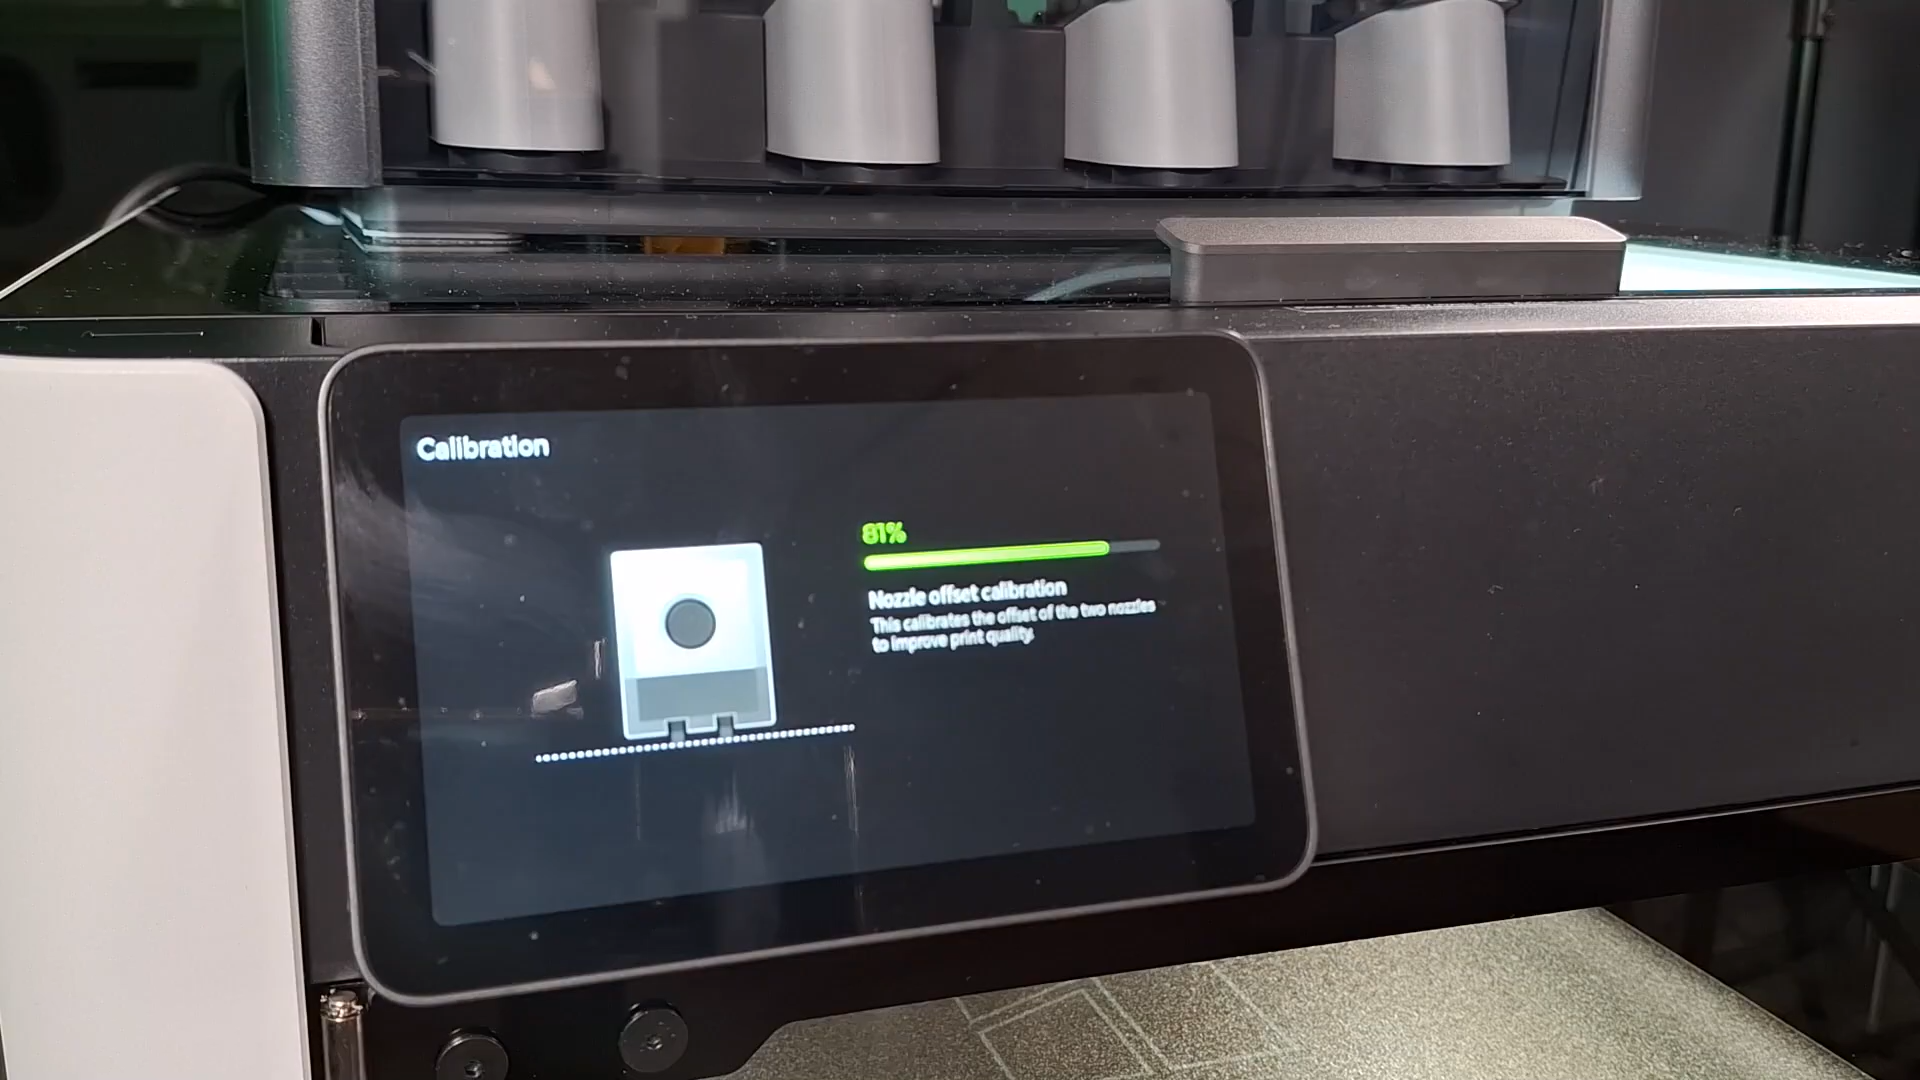 Calibration
81%
Nozzle offset calibration
This calibrates the offset of the two nozzles
to improve print quality.